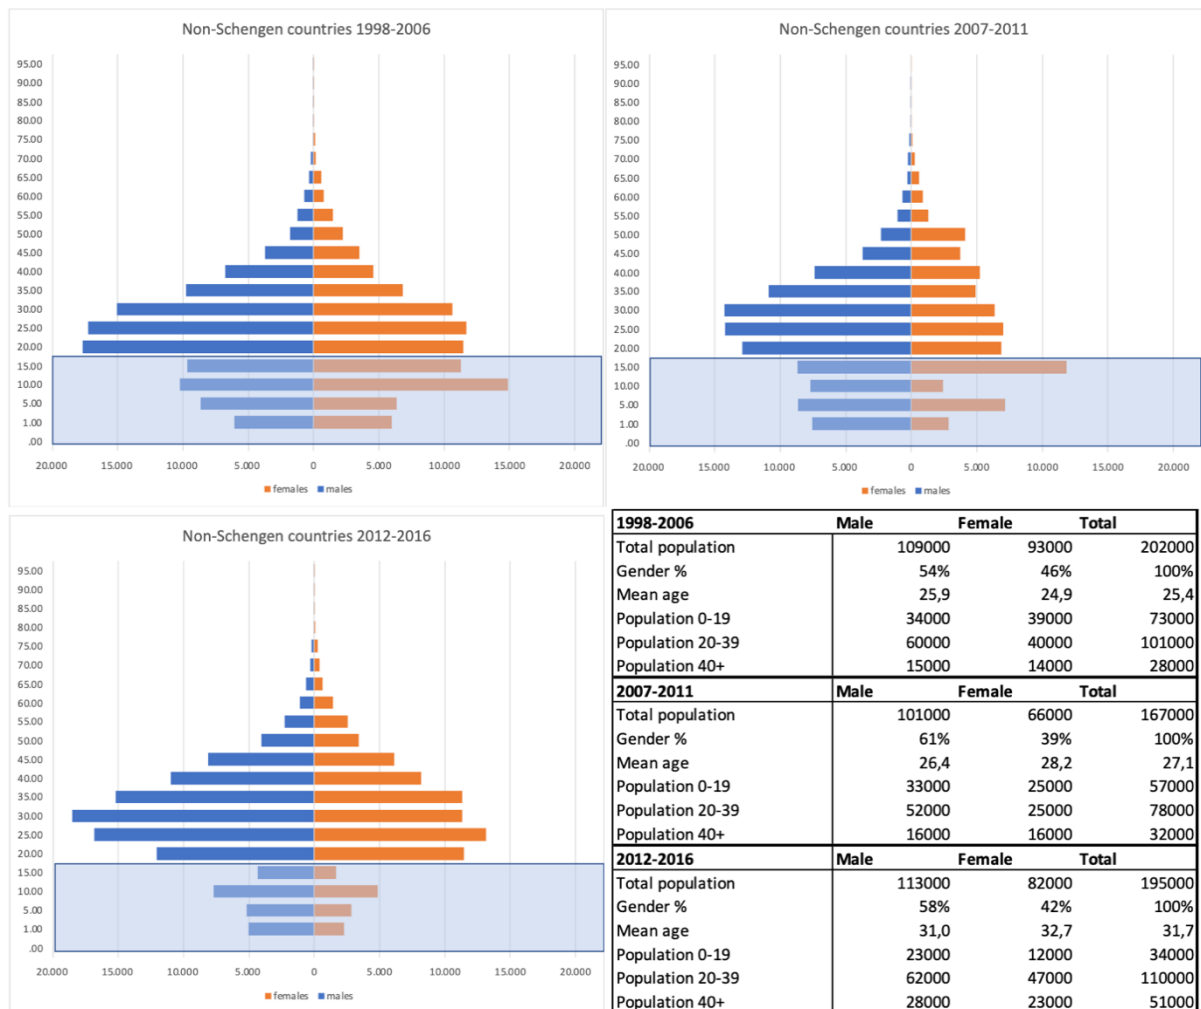 Non-Schengen countries 1998-2006
95.00
90.00
85.00
80.00
75.00
70.00
65.00
60.00
55.00
50.00
45.00
40.00
35.00
30.00
25.00
20.00
15.00
10.00
5.00
1.00
.00
20.000 15.000 10.000 5.000 0 5.000 10.000 15.000 20.000
females males
Non-Schengen countries 2007-2011
95.00
90.00
85.00
80.00
75.00
70.00
65.00
60.00
55.00
50.00
45.00
40.00
35.00
30.00
25.00
20.00
15.00
10.00
5.00
1.00
.00
20.000 15.000 10.000 5.000 0 5.000 10.000 15.000 20.000
females males
Non-Schengen countries 2012-2016
95.00
90.00
85.00
80.00
75.00
70.00
65.00
60.00
55.00
50.00
45.00
40.00
35.00
30.00
25.00
20.00
15.00
10.00
5.00
1.00
.00
20.000 15.000 10.000 5.000 0 5.000 10.000 15.000 20.000
females males
1998-2006 Male Female Total
Total population 109000 93000 202000
Gender % 54% 46% 100%
Mean age 25,9 24,9 25,4
Population 0-19 34000 39000 73000
Population 20-39 60000 40000 101000
Population 40+ 15000 14000 28000
2007-2011 Male Female Total
Total population 101000 66000 167000
Gender % 61% 39% 100%
Mean age 26,4 28,2 27,1
Population 0-19 33000 25000 57000
Population 20-39 52000 25000 78000
Population 40+ 16000 16000 32000
2012-2016 Male Female Total
Total population 113000 82000 195000
Gender % 58% 42% 100%
Mean age 31,0 32,7 31,7
Population 0-19 23000 12000 34000
Population 20-39 62000 47000 110000
Population 40+ 28000 23000 51000